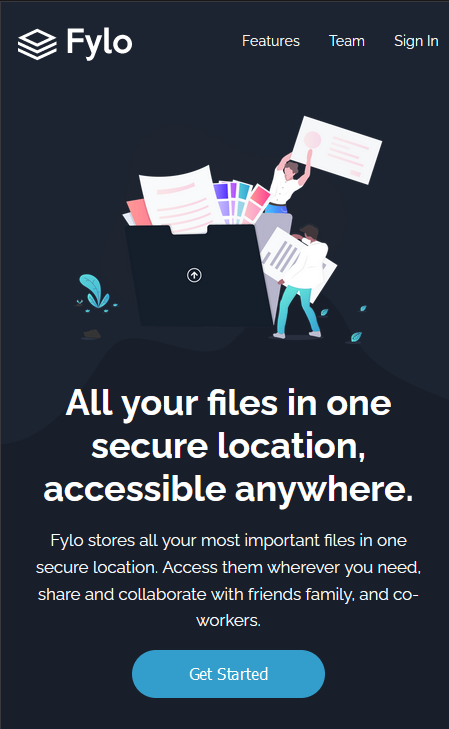 Fylo
Features Team Sign In
All your files in one
secure location,
accessible anywhere.
Fylo stores all your most important files in one
secure location. Access them wherever you need,
share and collaborate with friends family, and co-
workers.
Get Started